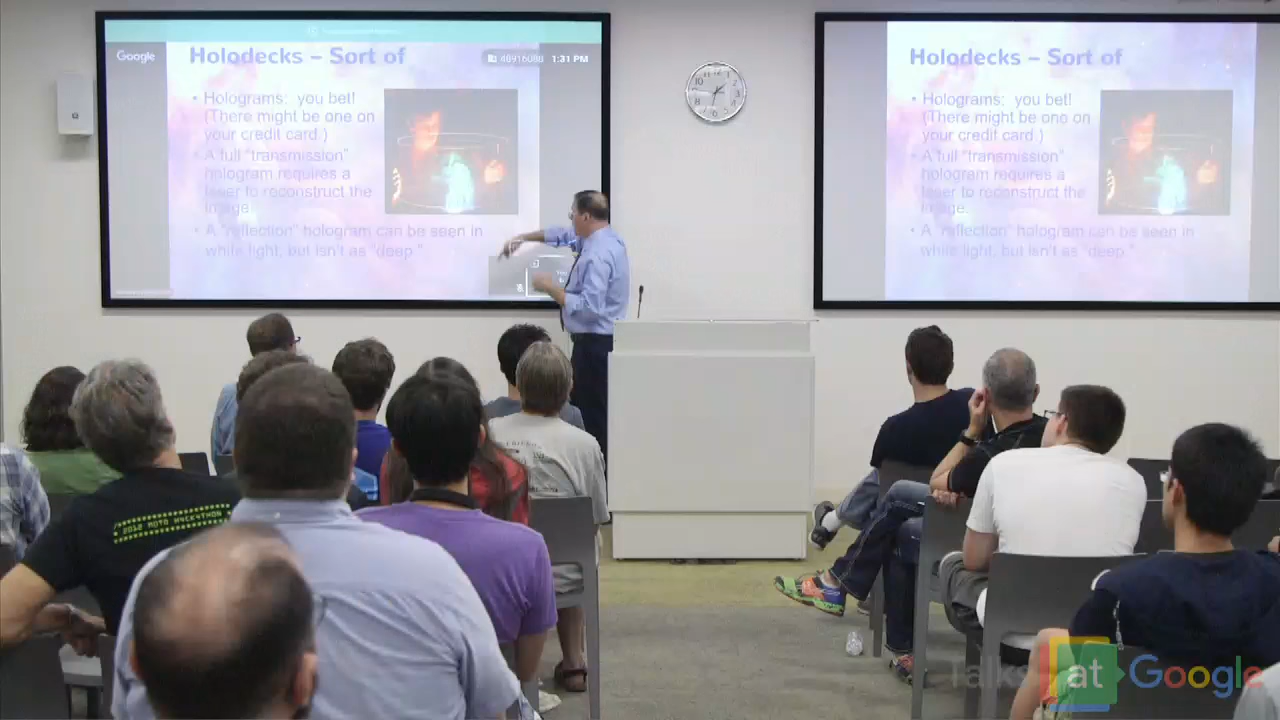 Google
Holodecks – Sort of
1:31 PM
• Holograms: you bet!
(There might be one on
your credit card.)
• A full "transmission"
hologram requires a
laser to reconstruct the
image.
• A "reflection" hologram can be seen in
white light, but isn't as "deep."
Holodecks – Sort of
• Holograms: you bet!
(There might be one on
your credit card.)
• A full "transmission"
hologram requires a
laser to reconstruct the
image.
• A "reflection" hologram can be seen in
white light, but isn't as "deep."
2012 MOTO HACK4THON
Talks at Google